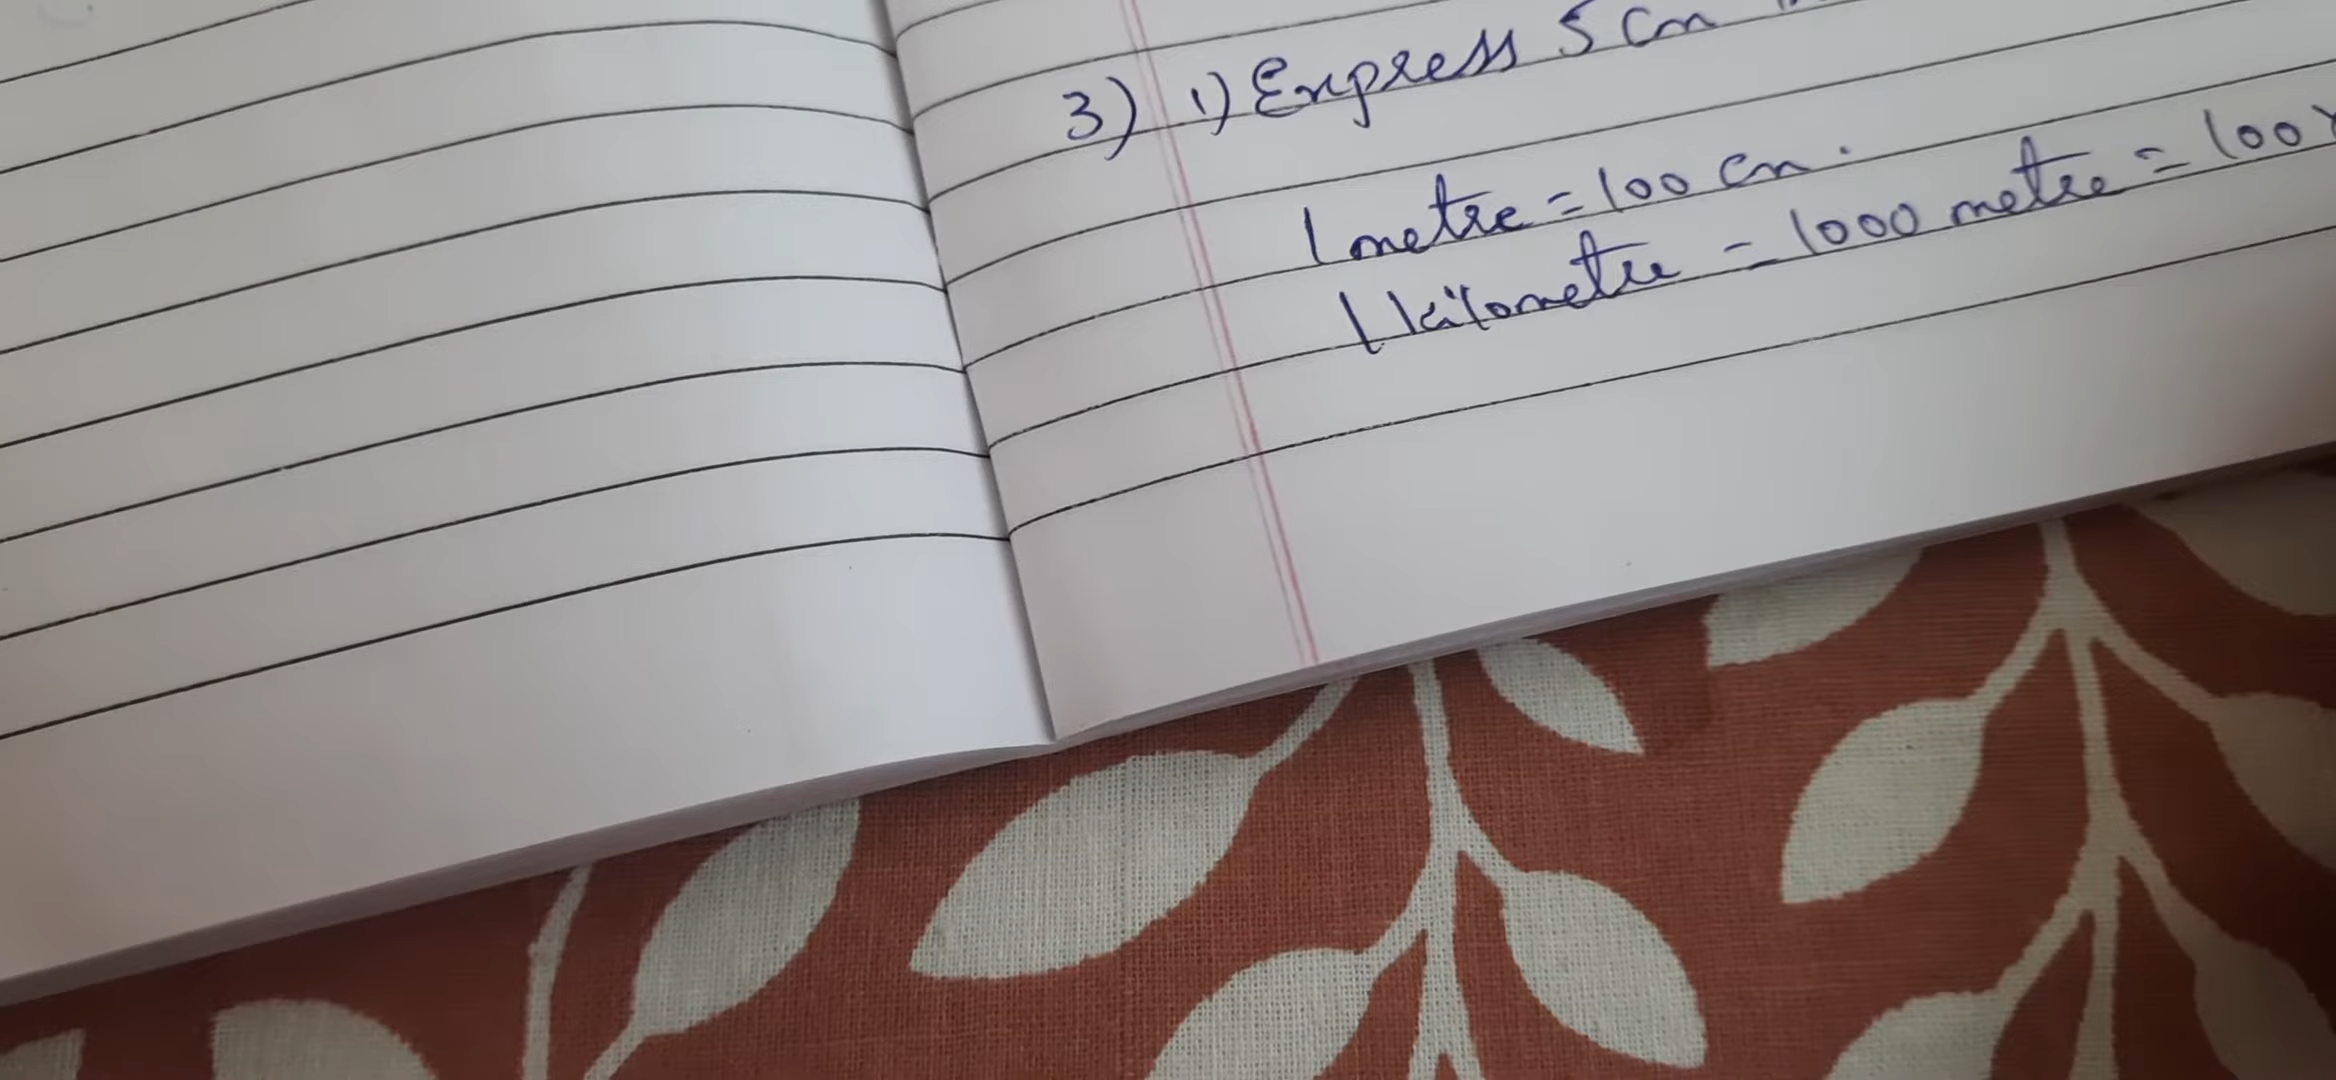 3) 1) Express 5 cm
1 metre = 100 cm.
1 kilometre = 1000 metre = 100